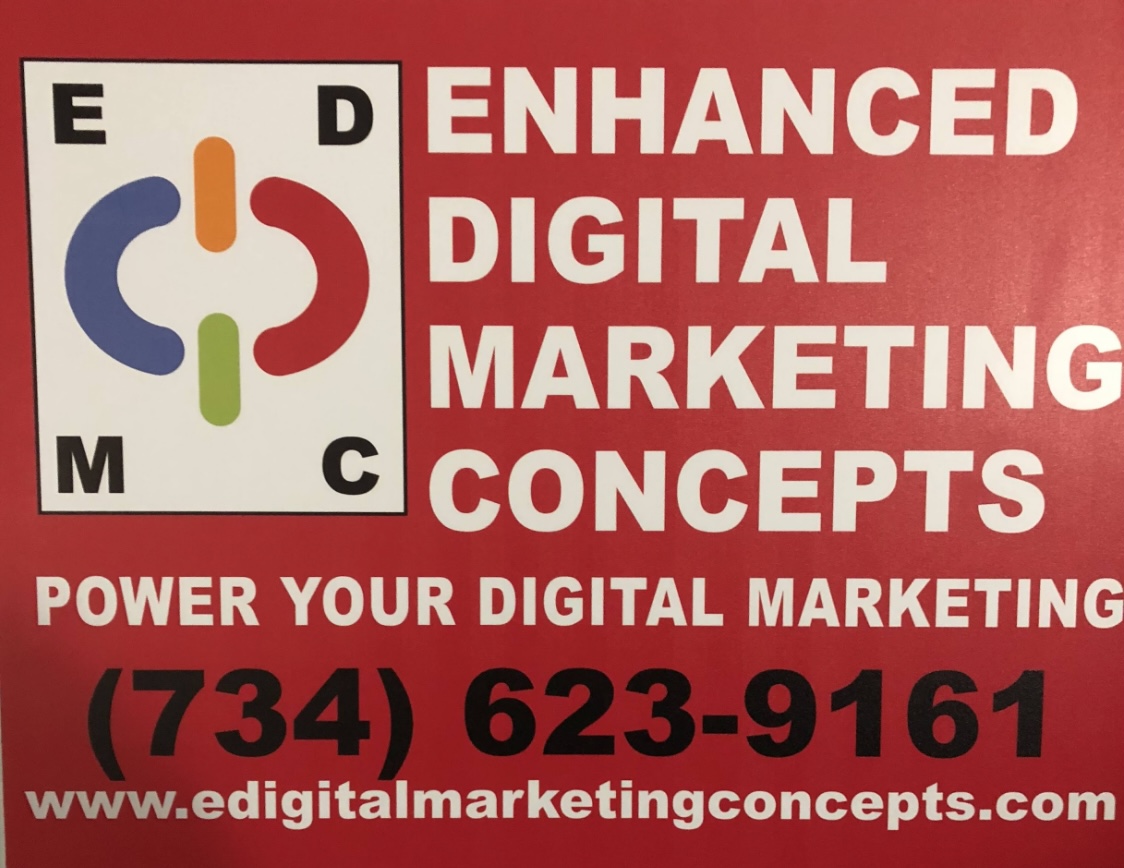 E D
M C
ENHANCED
DIGITAL
MARKETING
CONCEPTS
POWER YOUR DIGITAL MARKETING
(734) 623-9161
www.edigitalmarketingconcepts.com